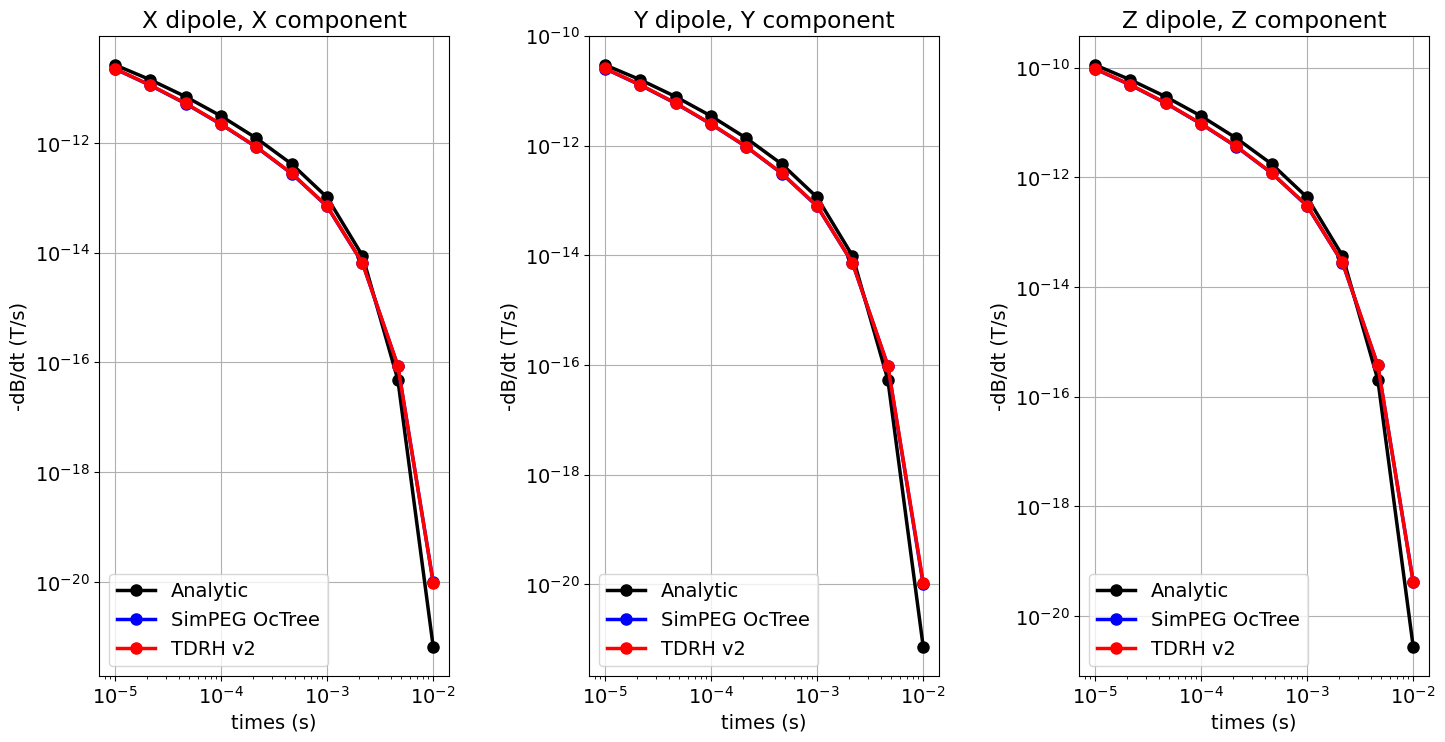 X dipole, X component
Y dipole, Y component
Z dipole, Z component
-dB/dt (T/s)
10⁻¹²
10⁻¹⁴
10⁻¹⁶
10⁻¹⁸
10⁻²⁰
Analytic
SimPEG OcTree
TDRH v2
10⁻⁵
10⁻⁴
10⁻³
10⁻²
times (s)
-dB/dt (T/s)
10⁻¹⁰
10⁻¹²
10⁻¹⁴
10⁻¹⁶
10⁻¹⁸
10⁻²⁰
Analytic
SimPEG OcTree
TDRH v2
10⁻⁵
10⁻⁴
10⁻³
10⁻²
times (s)
-dB/dt (T/s)
10⁻¹⁰
10⁻¹²
10⁻¹⁴
10⁻¹⁶
10⁻¹⁸
10⁻²⁰
Analytic
SimPEG OcTree
TDRH v2
10⁻⁵
10⁻⁴
10⁻³
10⁻²
times (s)